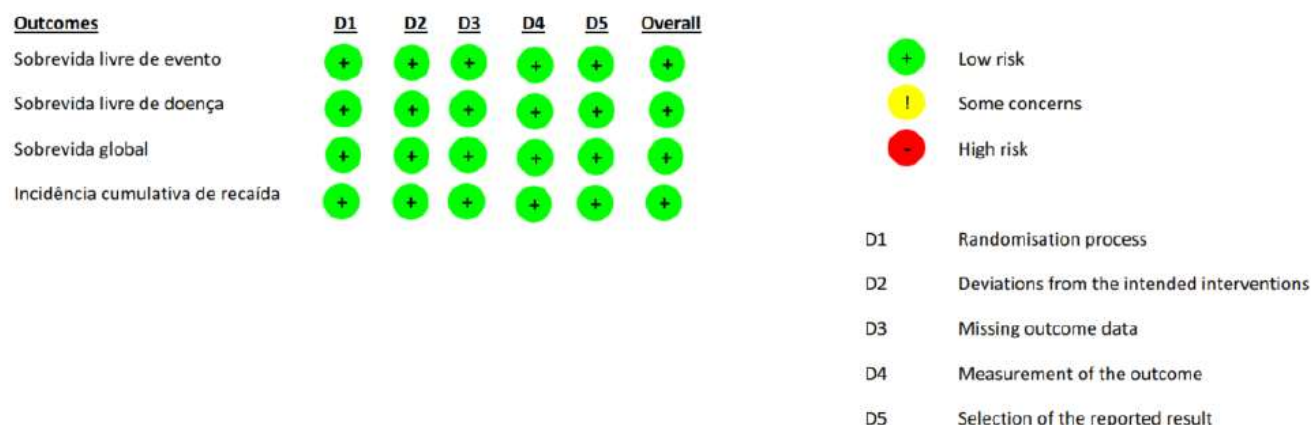 Outcomes D1 D2 D3 D4 D5 Overall
Sobrevida livre de evento + + + + + +
Sobrevida livre de doença + + + + + +
Sobrevida global + + + + + +
Incidência cumulativa de recaída + + + + + +
+ Low risk
! Some concerns
- High risk
D1 Randomisation process
D2 Deviations from the intended interventions
D3 Missing outcome data
D4 Measurement of the outcome
D5 Selection of the reported result